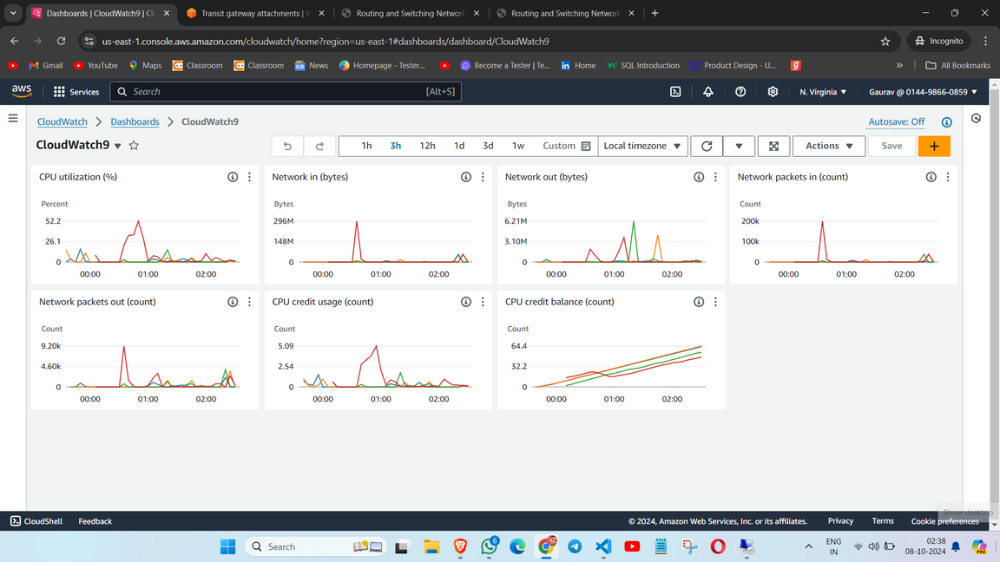 Dashboards | CloudWatch9 | Cl
Transit gateway attachments | V
Routing and Switching Network
Routing and Switching Network
us-east-1.console.aws.amazon.com/cloudwatch/home?region=us-east-1#dashboards/dashboard/CloudWatch9
Incognito
Gmail YouTube Maps Classroom Classroom News Homepage - Tester... Become a Tester | Te... Home SQL Introduction Product Design - U... All Bookmarks
aws Services Search [Alt+S] N. Virginia Gaurav @ 0144-9866-0859
CloudWatch Dashboards CloudWatch9 Autosave: Off
CloudWatch9 1h 3h 12h 1d 3d 1w Custom Local timezone Actions Save
CPU utilization (%)
Percent
52.2
26.1
0
00:00 01:00 02:00
Network in (bytes)
Bytes
296M
148M
0
00:00 01:00 02:00
Network out (bytes)
Bytes
6.21M
3.10M
0
00:00 01:00 02:00
Network packets in (count)
Count
200k
100k
0
00:00 01:00 02:00
Network packets out (count)
Count
9.20k
4.60k
0
00:00 01:00 02:00
CPU credit usage (count)
Count
5.09
2.54
0
00:00 01:00 02:00
CPU credit balance (count)
Count
64.4
32.2
0
00:00 01:00 02:00
Show desktop
CloudShell Feedback © 2024, Amazon Web Services, Inc. or its affiliates. Privacy Terms Cookie preferences
Search 6 ENG 02:38
IN 08-10-2024 PRE